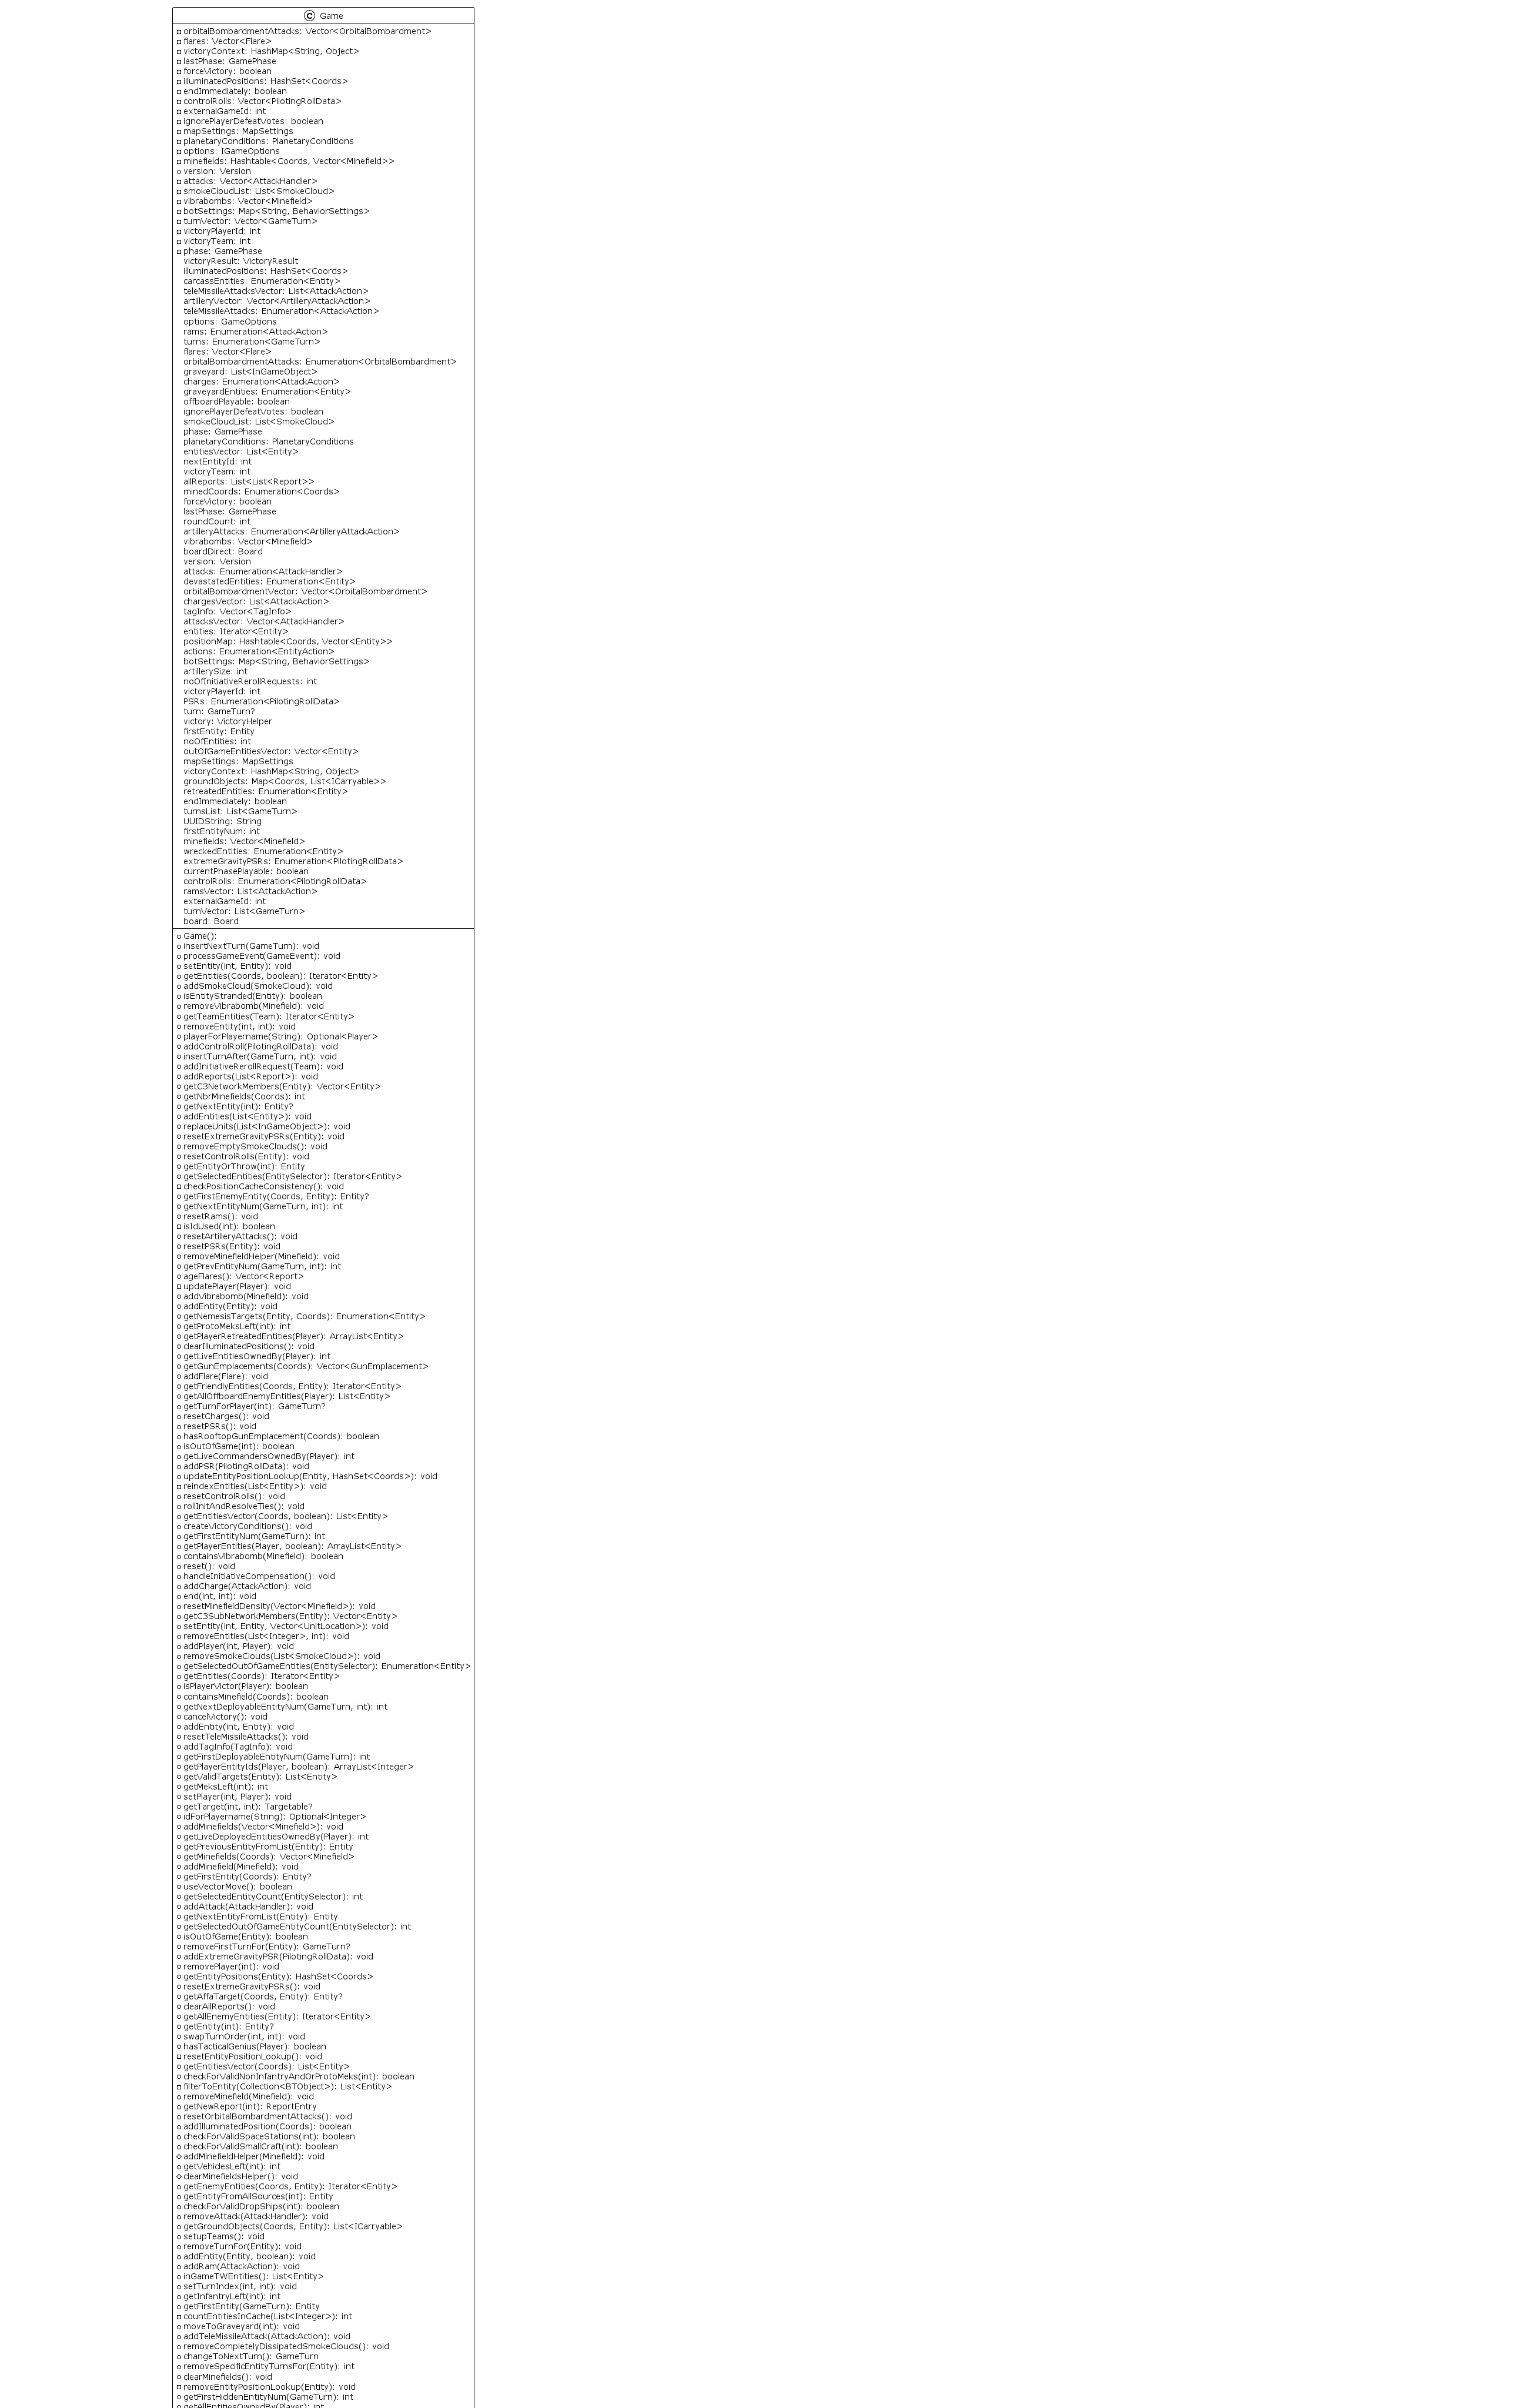 C Game
orbitalBombardmentAttacks: Vector<OrbitalBombardment>
flares: Vector<Flare>
victoryContext: HashMap<String, Object>
lastPhase: GamePhase
forceVictory: boolean
illuminatedPositions: HashSet<Coords>
endImmediately: boolean
controlRolls: Vector<PilotingRollData>
externalGameId: int
ignorePlayerDefeatVotes: boolean
mapSettings: MapSettings
planetaryConditions: PlanetaryConditions
options: IGameOptions
minefields: Hashtable<Coords, Vector<Minefield>>
version: Version
attacks: Vector<AttackHandler>
smokeCloudList: List<SmokeCloud>
vibrabombs: Vector<Minefield>
botSettings: Map<String, BehaviorSettings>
turnVector: Vector<GameTurn>
victoryPlayerId: int
victoryTeam: int
phase: GamePhase
victoryResult: VictoryResult
illuminatedPositions: HashSet<Coords>
carcassEntities: Enumeration<Entity>
teleMissileAttacksVector: List<AttackAction>
artilleryVector: Vector<ArtilleryAttackAction>
teleMissileAttacks: Enumeration<AttackAction>
options: GameOptions
rams: Enumeration<AttackAction>
turns: Enumeration<GameTurn>
flares: Vector<Flare>
orbitalBombardmentAttacks: Enumeration<OrbitalBombardment>
graveyard: List<InGameObject>
charges: Enumeration<AttackAction>
graveyardEntities: Enumeration<Entity>
offboardPlayable: boolean
ignorePlayerDefeatVotes: boolean
smokeCloudList: List<SmokeCloud>
phase: GamePhase
planetaryConditions: PlanetaryConditions
entitiesVector: List<Entity>
nextEntityId: int
victoryTeam: int
allReports: List<List<Report>>
minedCoords: Enumeration<Coords>
forceVictory: boolean
lastPhase: GamePhase
roundCount: int
artilleryAttacks: Enumeration<ArtilleryAttackAction>
vibrabombs: Vector<Minefield>
boardDirect: Board
version: Version
attacks: Enumeration<AttackHandler>
devastatedEntities: Enumeration<Entity>
orbitalBombardmentVector: Vector<OrbitalBombardment>
chargesVector: List<AttackAction>
tagInfo: Vector<TagInfo>
attacksVector: Vector<AttackHandler>
entities: Iterator<Entity>
positionMap: Hashtable<Coords, Vector<Entity>>
actions: Enumeration<EntityAction>
botSettings: Map<String, BehaviorSettings>
artillerySize: int
noOfInitiativeRerollRequests: int
victoryPlayerId: int
PSRs: Enumeration<PilotingRollData>
turn: GameTurn?
victory: VictoryHelper
firstEntity: Entity
noOfEntities: int
outOfGameEntitiesVector: Vector<Entity>
mapSettings: MapSettings
victoryContext: HashMap<String, Object>
groundObjects: Map<Coords, List<ICarryable>>
retreatedEntities: Enumeration<Entity>
endImmediately: boolean
turnsList: List<GameTurn>
UUIDString: String
firstEntityNum: int
minefields: Vector<Minefield>
wreckedEntities: Enumeration<Entity>
extremeGravityPSRs: Enumeration<PilotingRollData>
currentPhasePlayable: boolean
controlRolls: Enumeration<PilotingRollData>
ramsVector: List<AttackAction>
externalGameId: int
turnVector: List<GameTurn>
board: Board
Game():
insertNextTurn(GameTurn): void
processGameEvent(GameEvent): void
setEntity(int, Entity): void
getEntities(Coords, boolean): Iterator<Entity>
addSmokeCloud(SmokeCloud): void
isEntityStranded(Entity): boolean
removeVibrabomb(Minefield): void
getTeamEntities(Team): Iterator<Entity>
removeEntity(int, int): void
playerForPlayername(String): Optional<Player>
addControlRoll(PilotingRollData): void
insertTurnAfter(GameTurn, int): void
addInitiativeRerollRequest(Team): void
addReports(List<Report>): void
getC3NetworkMembers(Entity): Vector<Entity>
getNbrMinefields(Coords): int
getNextEntity(int): Entity?
addEntities(List<Entity>): void
replaceUnits(List<InGameObject>): void
resetExtremeGravityPSRs(Entity): void
removeEmptySmokeClouds(): void
resetControlRolls(Entity): void
getEntityOrThrow(int): Entity
getSelectedEntities(EntitySelector): Iterator<Entity>
checkPositionCacheConsistency(): void
getFirstEnemyEntity(Coords, Entity): Entity?
getNextEntityNum(GameTurn, int): int
resetRams(): void
isIdUsed(int): boolean
resetArtilleryAttacks(): void
resetPSRs(Entity): void
removeMinefieldHelper(Minefield): void
getPrevEntityNum(GameTurn, int): int
ageFlares(): Vector<Report>
updatePlayer(Player): void
addVibrabomb(Minefield): void
addEntity(Entity): void
getNemesisTargets(Entity, Coords): Enumeration<Entity>
getProtoMeksLeft(int): int
getPlayerRetreatedEntities(Player): ArrayList<Entity>
clearIlluminatedPositions(): void
getLiveEntitiesOwnedBy(Player): int
getGunEmplacements(Coords): Vector<GunEmplacement>
addFlare(Flare): void
getFriendlyEntities(Coords, Entity): Iterator<Entity>
getAllOffboardEnemyEntities(Player): List<Entity>
getTurnForPlayer(int): GameTurn?
resetCharges(): void
resetPSRs(): void
hasRooftopGunEmplacement(Coords): boolean
isOutOfGame(int): boolean
getLiveCommandersOwnedBy(Player): int
addPSR(PilotingRollData): void
updateEntityPositionLookup(Entity, HashSet<Coords>): void
reindexEntities(List<Entity>): void
resetControlRolls(): void
rollInitAndResolveTies(): void
getEntitiesVector(Coords, boolean): List<Entity>
createVictoryConditions(): void
getFirstEntityNum(GameTurn): int
getPlayerEntities(Player, boolean): ArrayList<Entity>
containsVibrabomb(Minefield): boolean
reset(): void
handleInitiativeCompensation(): void
addCharge(AttackAction): void
end(int, int): void
resetMinefieldDensity(Vector<Minefield>): void
getC3SubNetworkMembers(Entity): Vector<Entity>
setEntity(int, Entity, Vector<UnitLocation>): void
removeEntities(List<Integer>, int): void
addPlayer(int, Player): void
removeSmokeClouds(List<SmokeCloud>): void
getSelectedOutOfGameEntities(EntitySelector): Enumeration<Entity>
getEntities(Coords): Iterator<Entity>
isPlayerVictor(Player): boolean
containsMinefield(Coords): boolean
getNextDeployableEntityNum(GameTurn, int): int
cancelVictory(): void
addEntity(int, Entity): void
resetTeleMissileAttacks(): void
addTagInfo(TagInfo): void
getFirstDeployableEntityNum(GameTurn): int
getPlayerEntityIds(Player, boolean): ArrayList<Integer>
getValidTargets(Entity): List<Entity>
getMeksLeft(int): int
setPlayer(int, Player): void
getTarget(int, int): Targetable?
idForPlayername(String): Optional<Integer>
addMinefields(Vector<Minefield>): void
getLiveDeployedEntitiesOwnedBy(Player): int
getPreviousEntityFromList(Entity): Entity
getMinefields(Coords): Vector<Minefield>
addMinefield(Minefield): void
getFirstEntity(Coords): Entity?
useVectorMove(): boolean
getSelectedEntityCount(EntitySelector): int
addAttack(AttackHandler): void
getNextEntityFromList(Entity): Entity
getSelectedOutOfGameEntityCount(EntitySelector): int
isOutOfGame(Entity): boolean
removeFirstTurnFor(Entity): GameTurn?
addExtremeGravityPSR(PilotingRollData): void
removePlayer(int): void
getEntityPositions(Entity): HashSet<Coords>
resetExtremeGravityPSRs(): void
getAffaTarget(Coords, Entity): Entity?
clearAllReports(): void
getAllEnemyEntities(Entity): Iterator<Entity>
getEntity(int): Entity?
swapTurnOrder(int, int): void
hasTacticalGenius(Player): boolean
resetEntityPositionLookup(): void
getEntitiesVector(Coords): List<Entity>
checkForValidNonInfantryAndOrProtoMeks(int): boolean
filterToEntity(Collection<BTObject>): List<Entity>
removeMinefield(Minefield): void
getNewReport(int): ReportEntry
resetOrbitalBombardmentAttacks(): void
addIlluminatedPosition(Coords): boolean
checkForValidSpaceStations(int): boolean
checkForValidSmallCraft(int): boolean
addMinefieldHelper(Minefield): void
getVehiclesLeft(int): int
clearMinefieldsHelper(): void
getEnemyEntities(Coords, Entity): Iterator<Entity>
getEntityFromAllSources(int): Entity
checkForValidDropShips(int): boolean
removeAttack(AttackHandler): void
getGroundObjects(Coords, Entity): List<ICarryable>
setupTeams(): void
removeTurnFor(Entity): void
addEntity(Entity, boolean): void
addRam(AttackAction): void
inGameTWEntities(): List<Entity>
setTurnIndex(int, int): void
getInfantryLeft(int): int
getFirstEntity(GameTurn): Entity
countEntitiesInCache(List<Integer>): int
moveToGraveyard(int): void
addTeleMissileAttack(AttackAction): void
removeCompletelyDissipatedSmokeClouds(): void
changeToNextTurn(): GameTurn
removeSpecificEntityTurnsFor(Entity): int
clearMinefields(): void
removeEntityPositionLookup(Entity): void
getFirstHiddenEntityNum(GameTurn): int
getAllEntitiesOwnedBy(Player): int